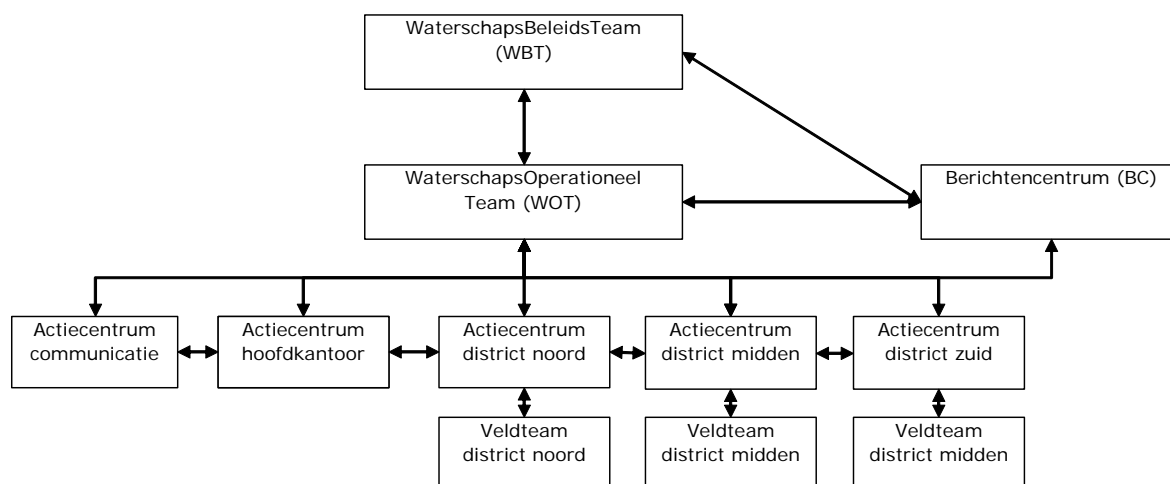 WaterschapsBeleidsTeam
(WBT)
WaterschapsOperationeel
Team (WOT)
Berichtencentrum (BC)
Actiecentrum
communicatie
Actiecentrum
hoofdkantoor
Actiecentrum
district noord
Actiecentrum
district midden
Actiecentrum
district zuid
Veldteam
district noord
Veldteam
district midden
Veldteam
district midden